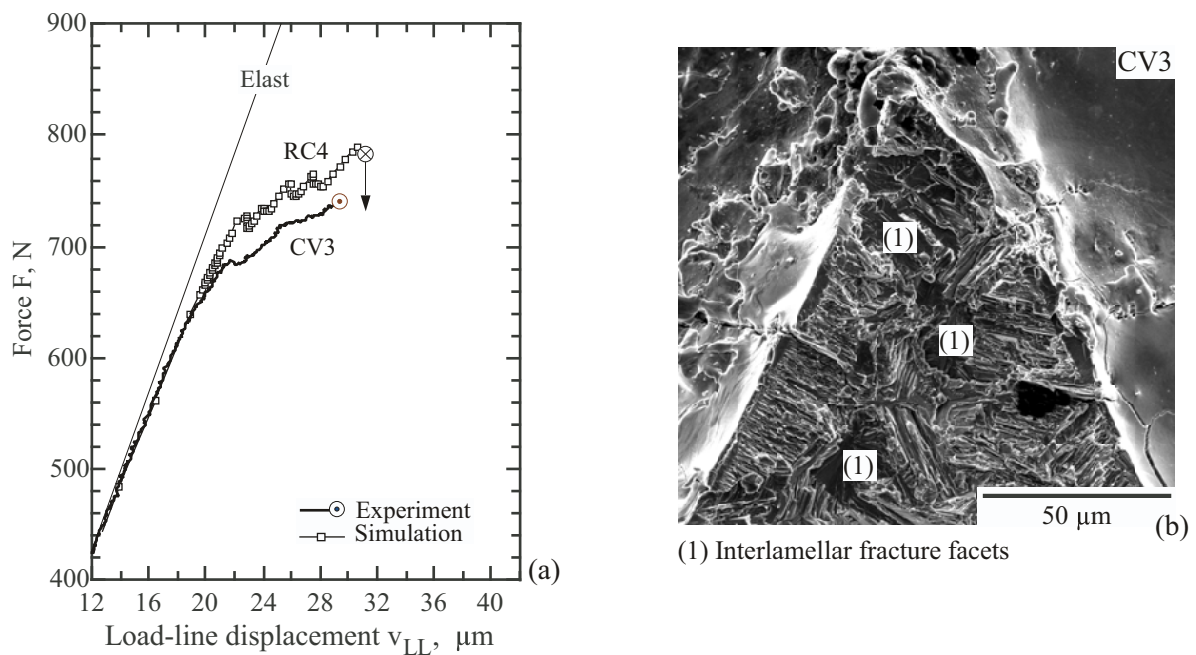 900
800
700
600
500
400
Force F, N
Elast
RC4
CV3
Experiment
Simulation
(a)
12 16 20 24 28 32 36 40
Load-line displacement v_LL, µm
CV3
(1)
(1)
(1)
50 µm
(b)
(1) Interlamellar fracture facets